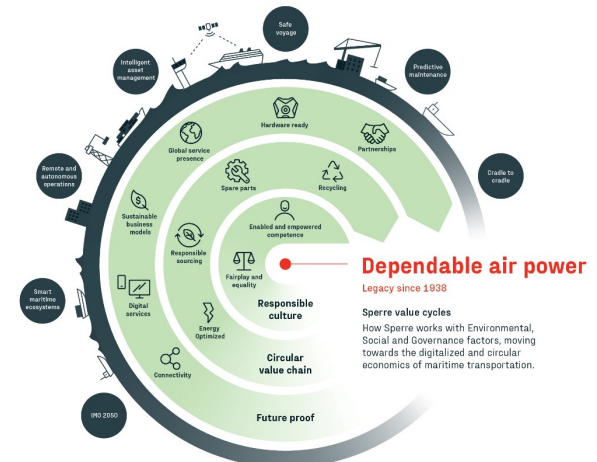 Safe
voyage
Intelligent
asset
management
Predictive
maintenance
Hardware ready
Global service
presence
Partnerships
Remote and
autonomous
operations
Spare parts
Recycling
Cradle to
cradle
Sustainable
business
models
Enabled and empowered
competence
Responsible
sourcing
Fairplay and
equality
Dependable air power
Legacy since 1938
Smart
maritime
ecosystems
Digital
services
Responsible
culture
Sperre value cycles
How Sperre works with Environmental,
Social and Governance factors, moving
towards the digitalized and circular
economics of maritime transportation.
Energy
Optimized
Circular
value chain
Connectivity
IMO 2050
Future proof